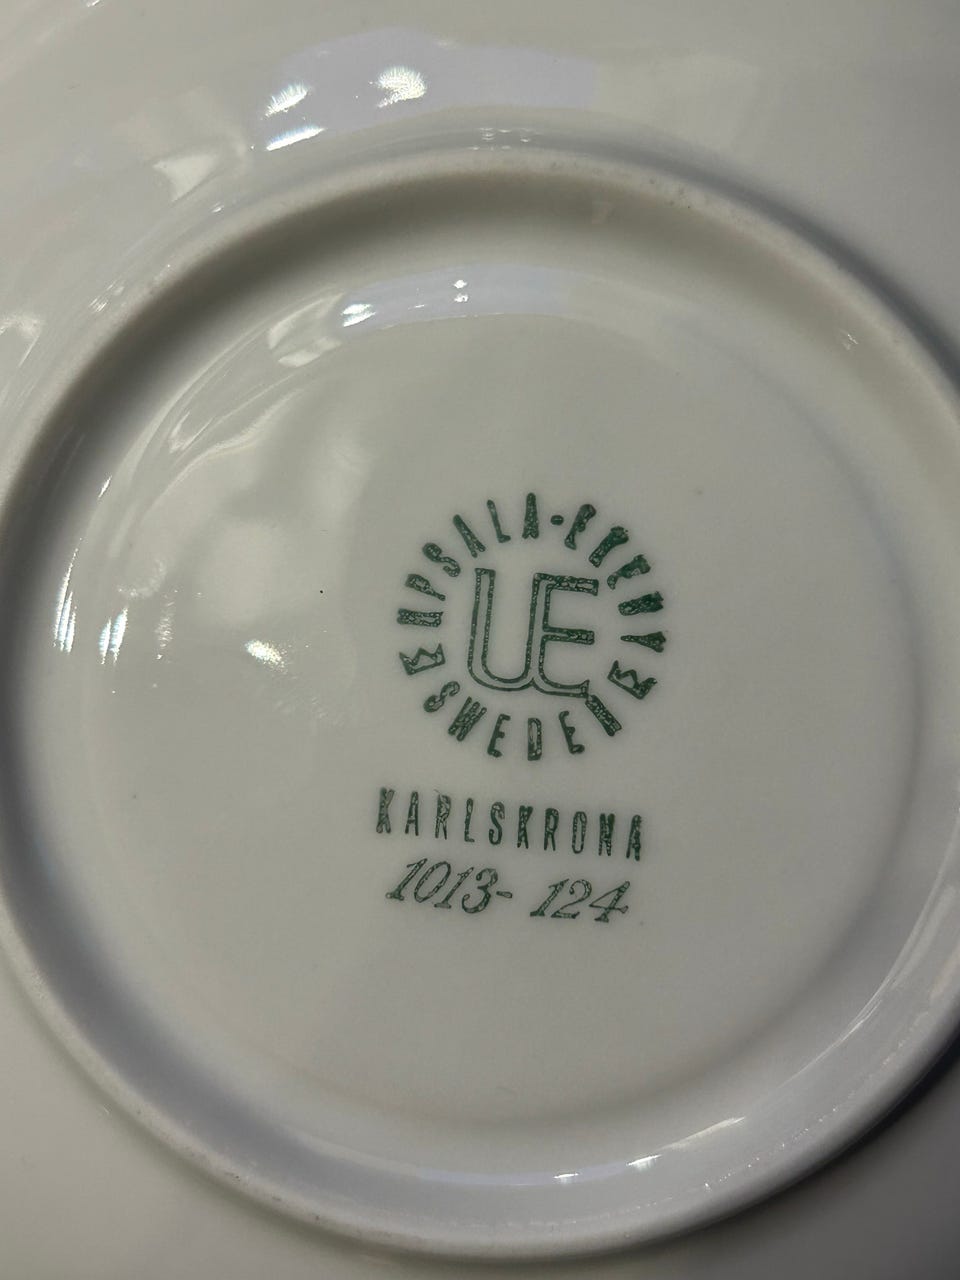 UPSALA-EKEBY
UE
SWEDEN
KARLSKRONA
1013- 124